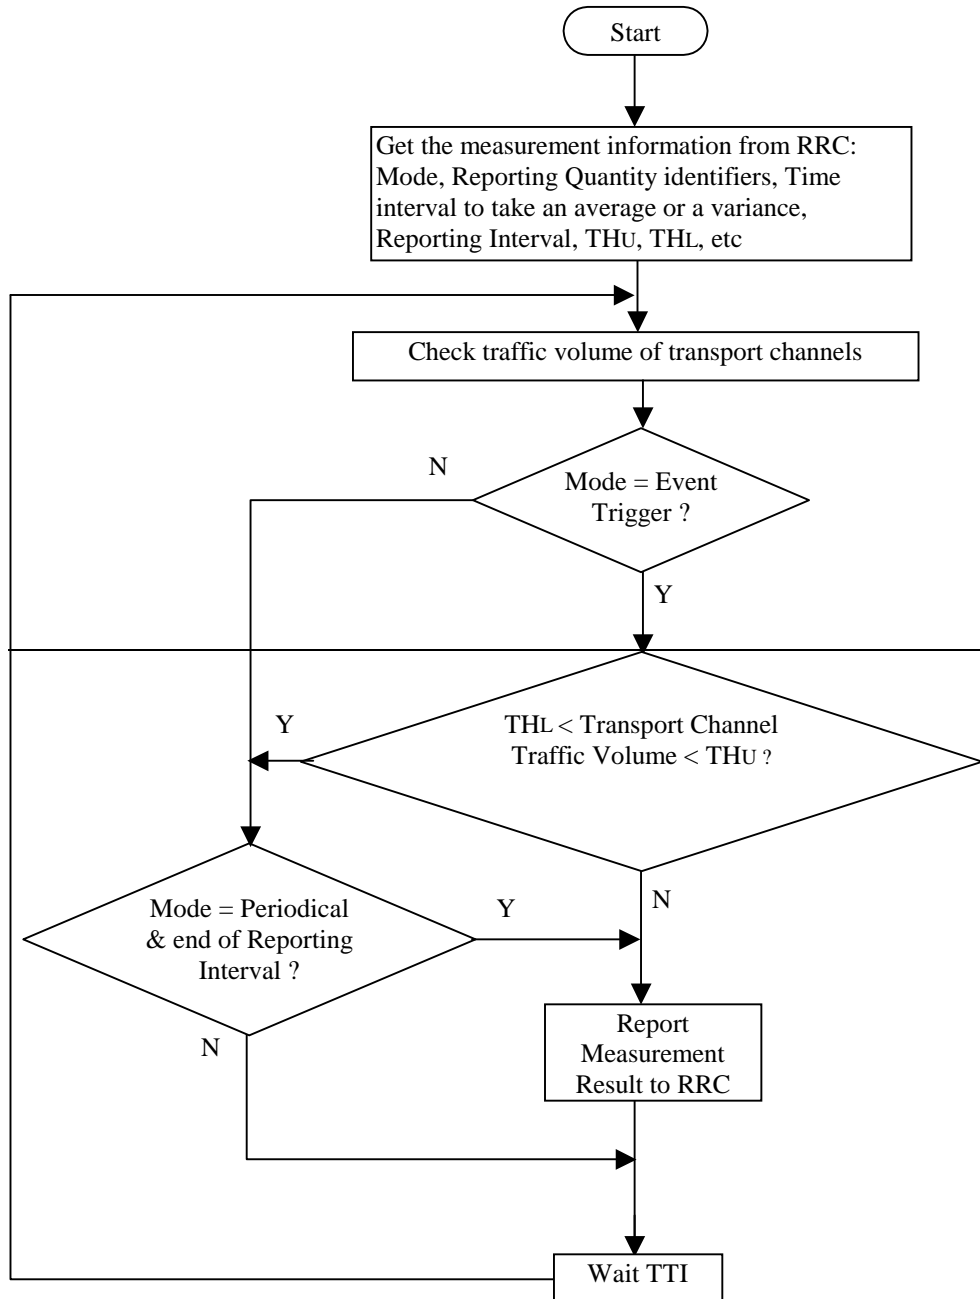 Start
Get the measurement information from RRC:
Mode, Reporting Quantity identifiers, Time
interval to take an average or a variance,
Reporting Interval, THU, THL, etc
Check traffic volume of transport channels
N
Mode = Event
Trigger ?
Y
Y
THL < Transport Channel
Traffic Volume < THU ?
Mode = Periodical
& end of Reporting
Interval ?
Y
N
N
Report
Measurement
Result to RRC
Wait TTI